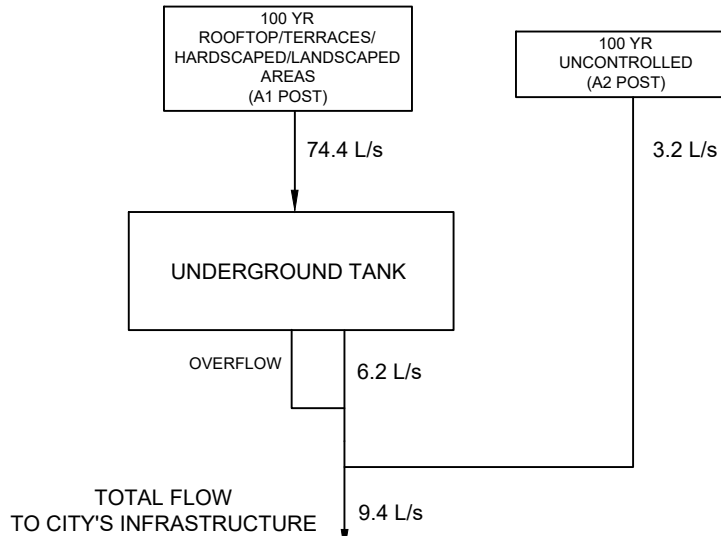 100 YR
ROOFTOP/TERRACES/
HARDSCAPED/LANDSCAPED
AREAS
(A1 POST)
100 YR
UNCONTROLLED
(A2 POST)
74.4 L/s
3.2 L/s
UNDERGROUND TANK
OVERFLOW
6.2 L/s
TOTAL FLOW
TO CITY'S INFRASTRUCTURE
9.4 L/s